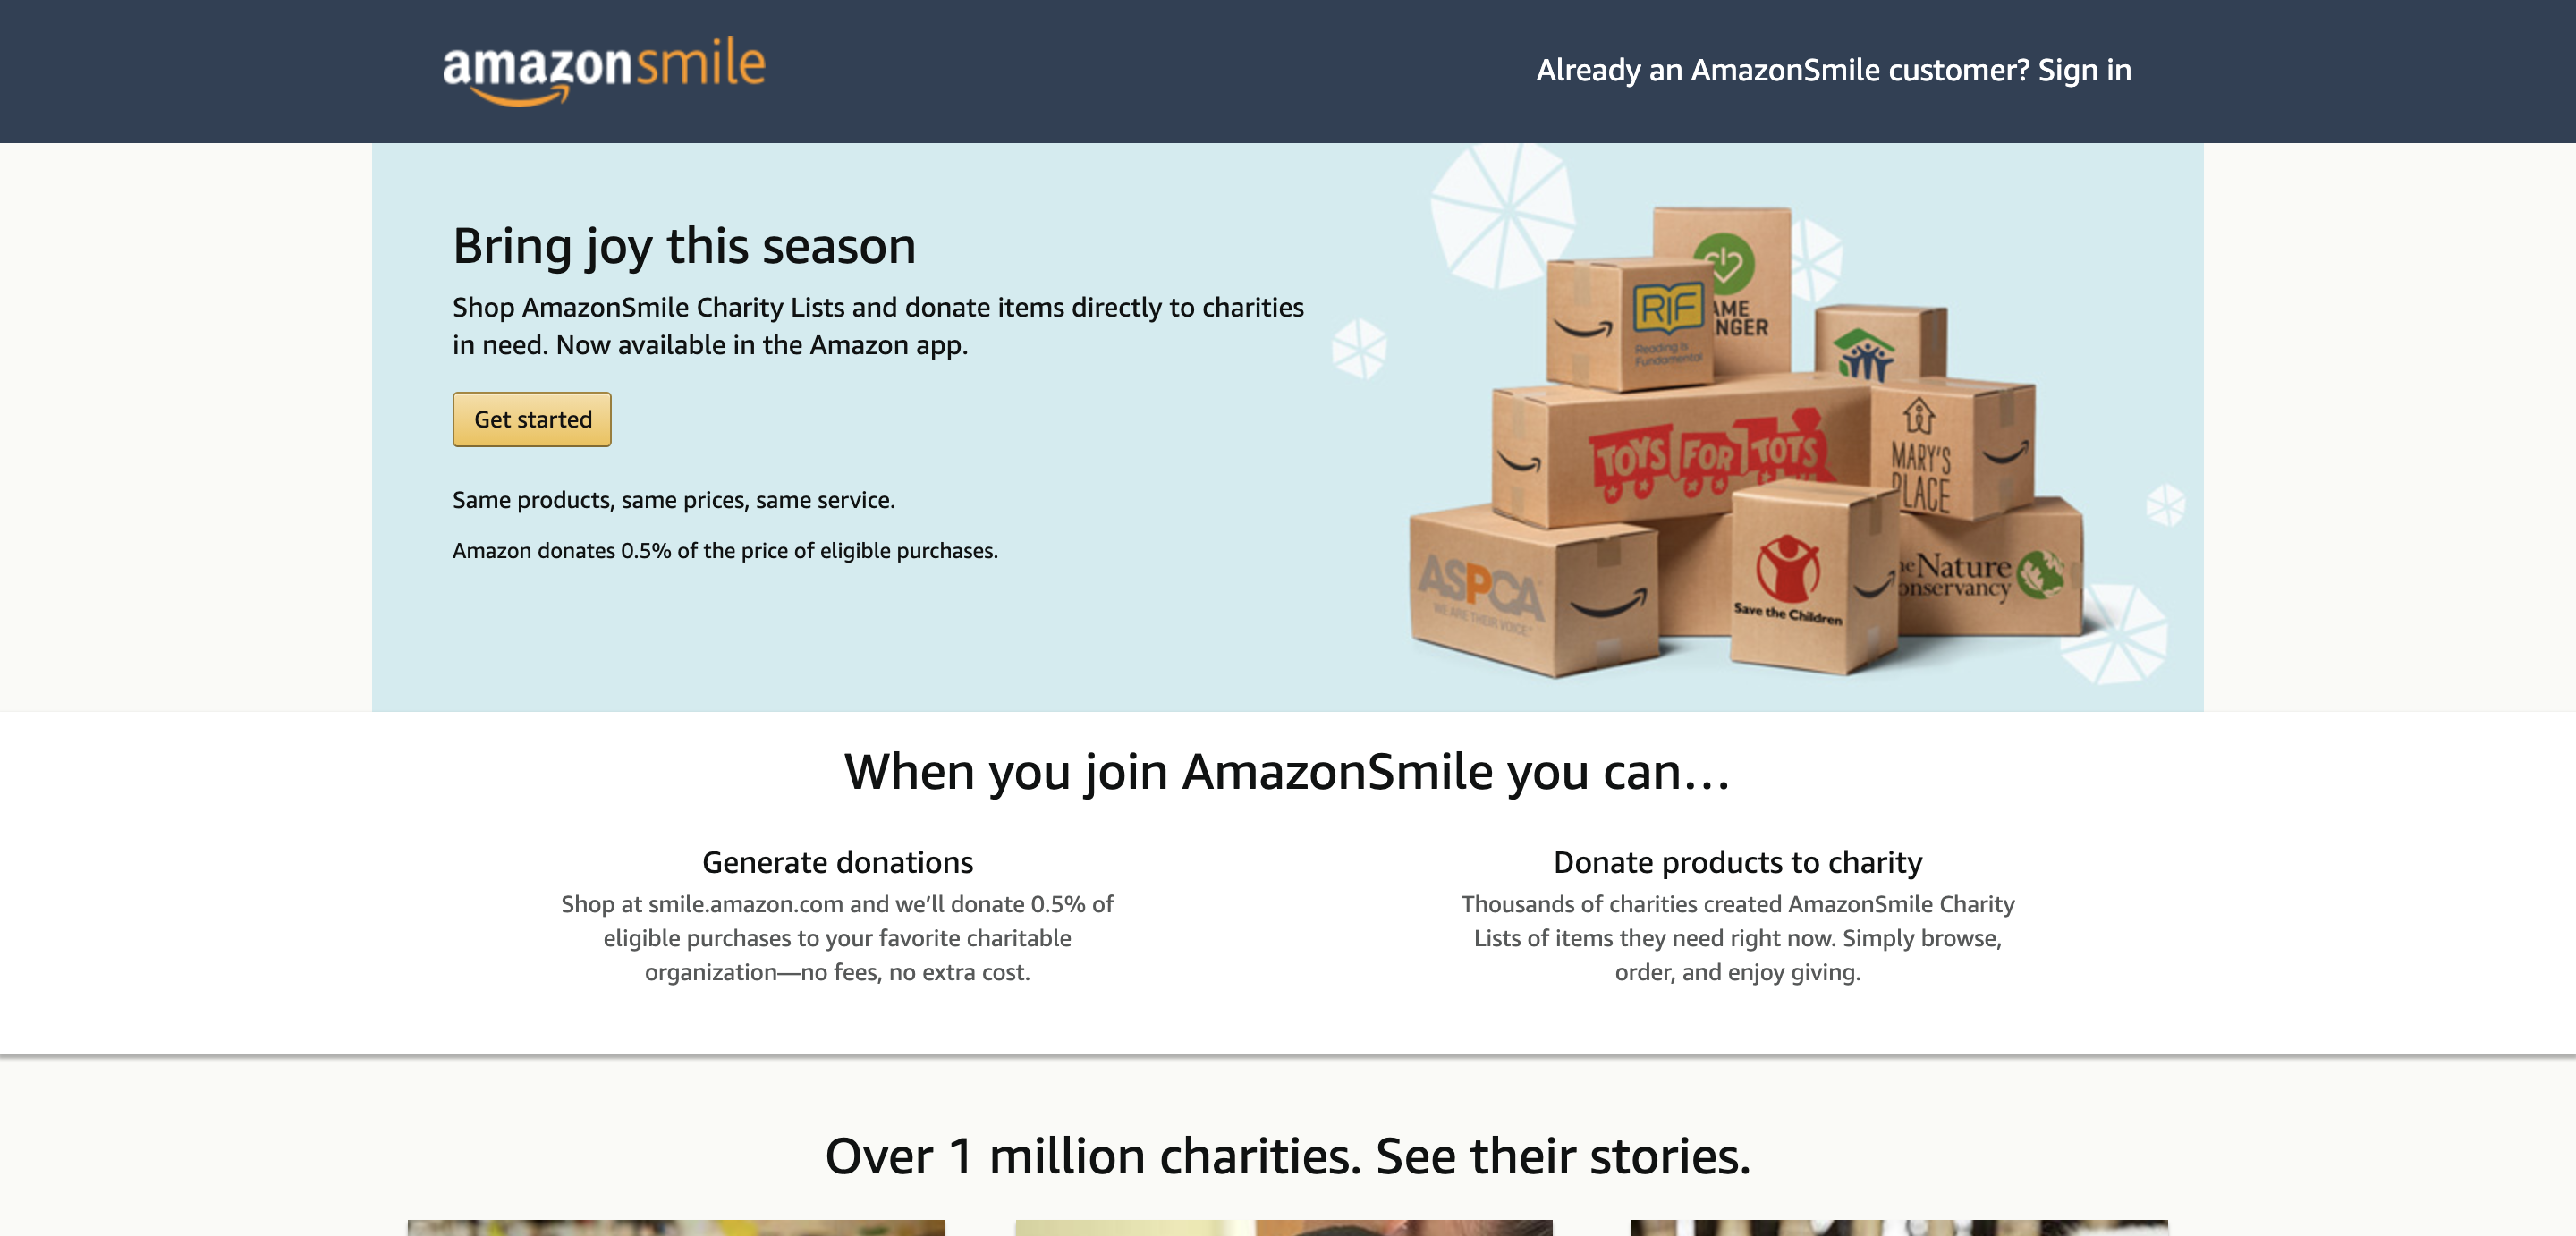 amazonsmile
Already an AmazonSmile customer? Sign in
Bring joy this season
Shop AmazonSmile Charity Lists and donate items directly to charities
in need. Now available in the Amazon app.
Get started
Same products, same prices, same service.
Amazon donates 0.5% of the price of eligible purchases.
RIF
Reading Is
Fundamental
AME
NGER
TOYS FOR TOTS
MARY'S
PLACE
ASPCA
WE ARE THEIR VOICE
Save the Children
he Nature
onservancy
When you join AmazonSmile you can…
Generate donations
Shop at smile.amazon.com and we’ll donate 0.5% of
eligible purchases to your favorite charitable
organization—no fees, no extra cost.
Donate products to charity
Thousands of charities created AmazonSmile Charity
Lists of items they need right now. Simply browse,
order, and enjoy giving.
Over 1 million charities. See their stories.